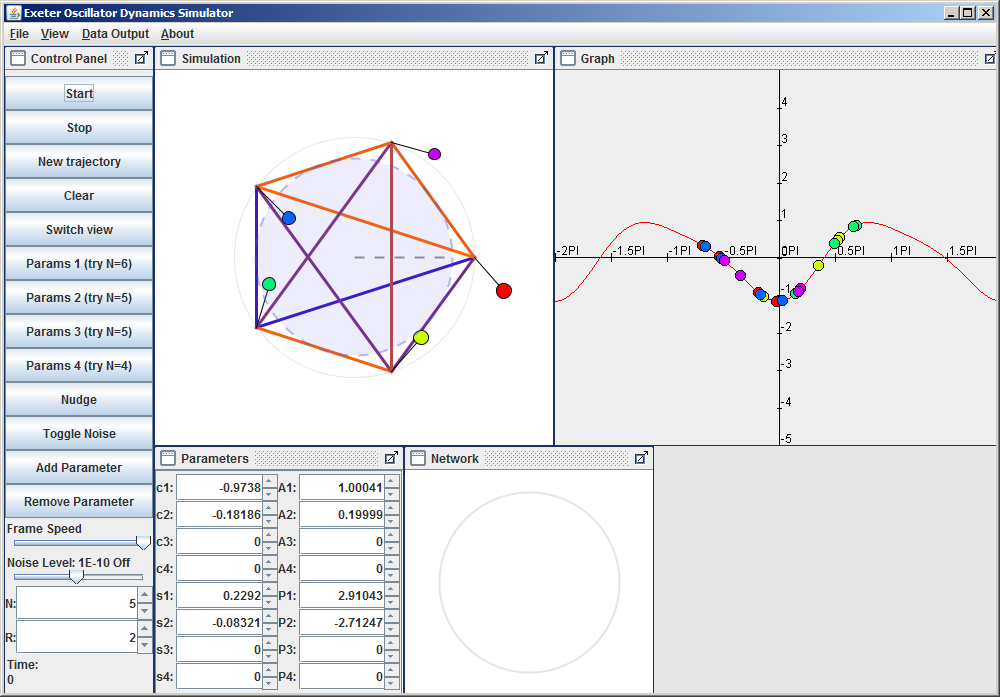 Exeter Oscillator Dynamics Simulator
File View Data Output About
Control Panel
Start
Stop
New trajectory
Clear
Switch view
Params 1 (try N=6)
Params 2 (try N=5)
Params 3 (try N=5)
Params 4 (try N=4)
Nudge
Toggle Noise
Add Parameter
Remove Parameter
Frame Speed
Noise Level: 1E-10 Off
N: 5
R: 2
Time:
0
Simulation
Graph
4
3
2
1
-2PI -1.5PI -1PI -0.5PI 0PI 0.5PI 1PI 1.5PI
-1
-2
-3
-4
-5
Parameters
c1: -0.9738 A1: 1.00041
c2: -0.18186 A2: 0.19999
c3: 0 A3: 0
c4: 0 A4: 0
s1: 0.2292 P1: 2.91043
s2: -0.08321 P2: -2.71247
s3: 0 P3: 0
s4: 0 P4: 0
Network